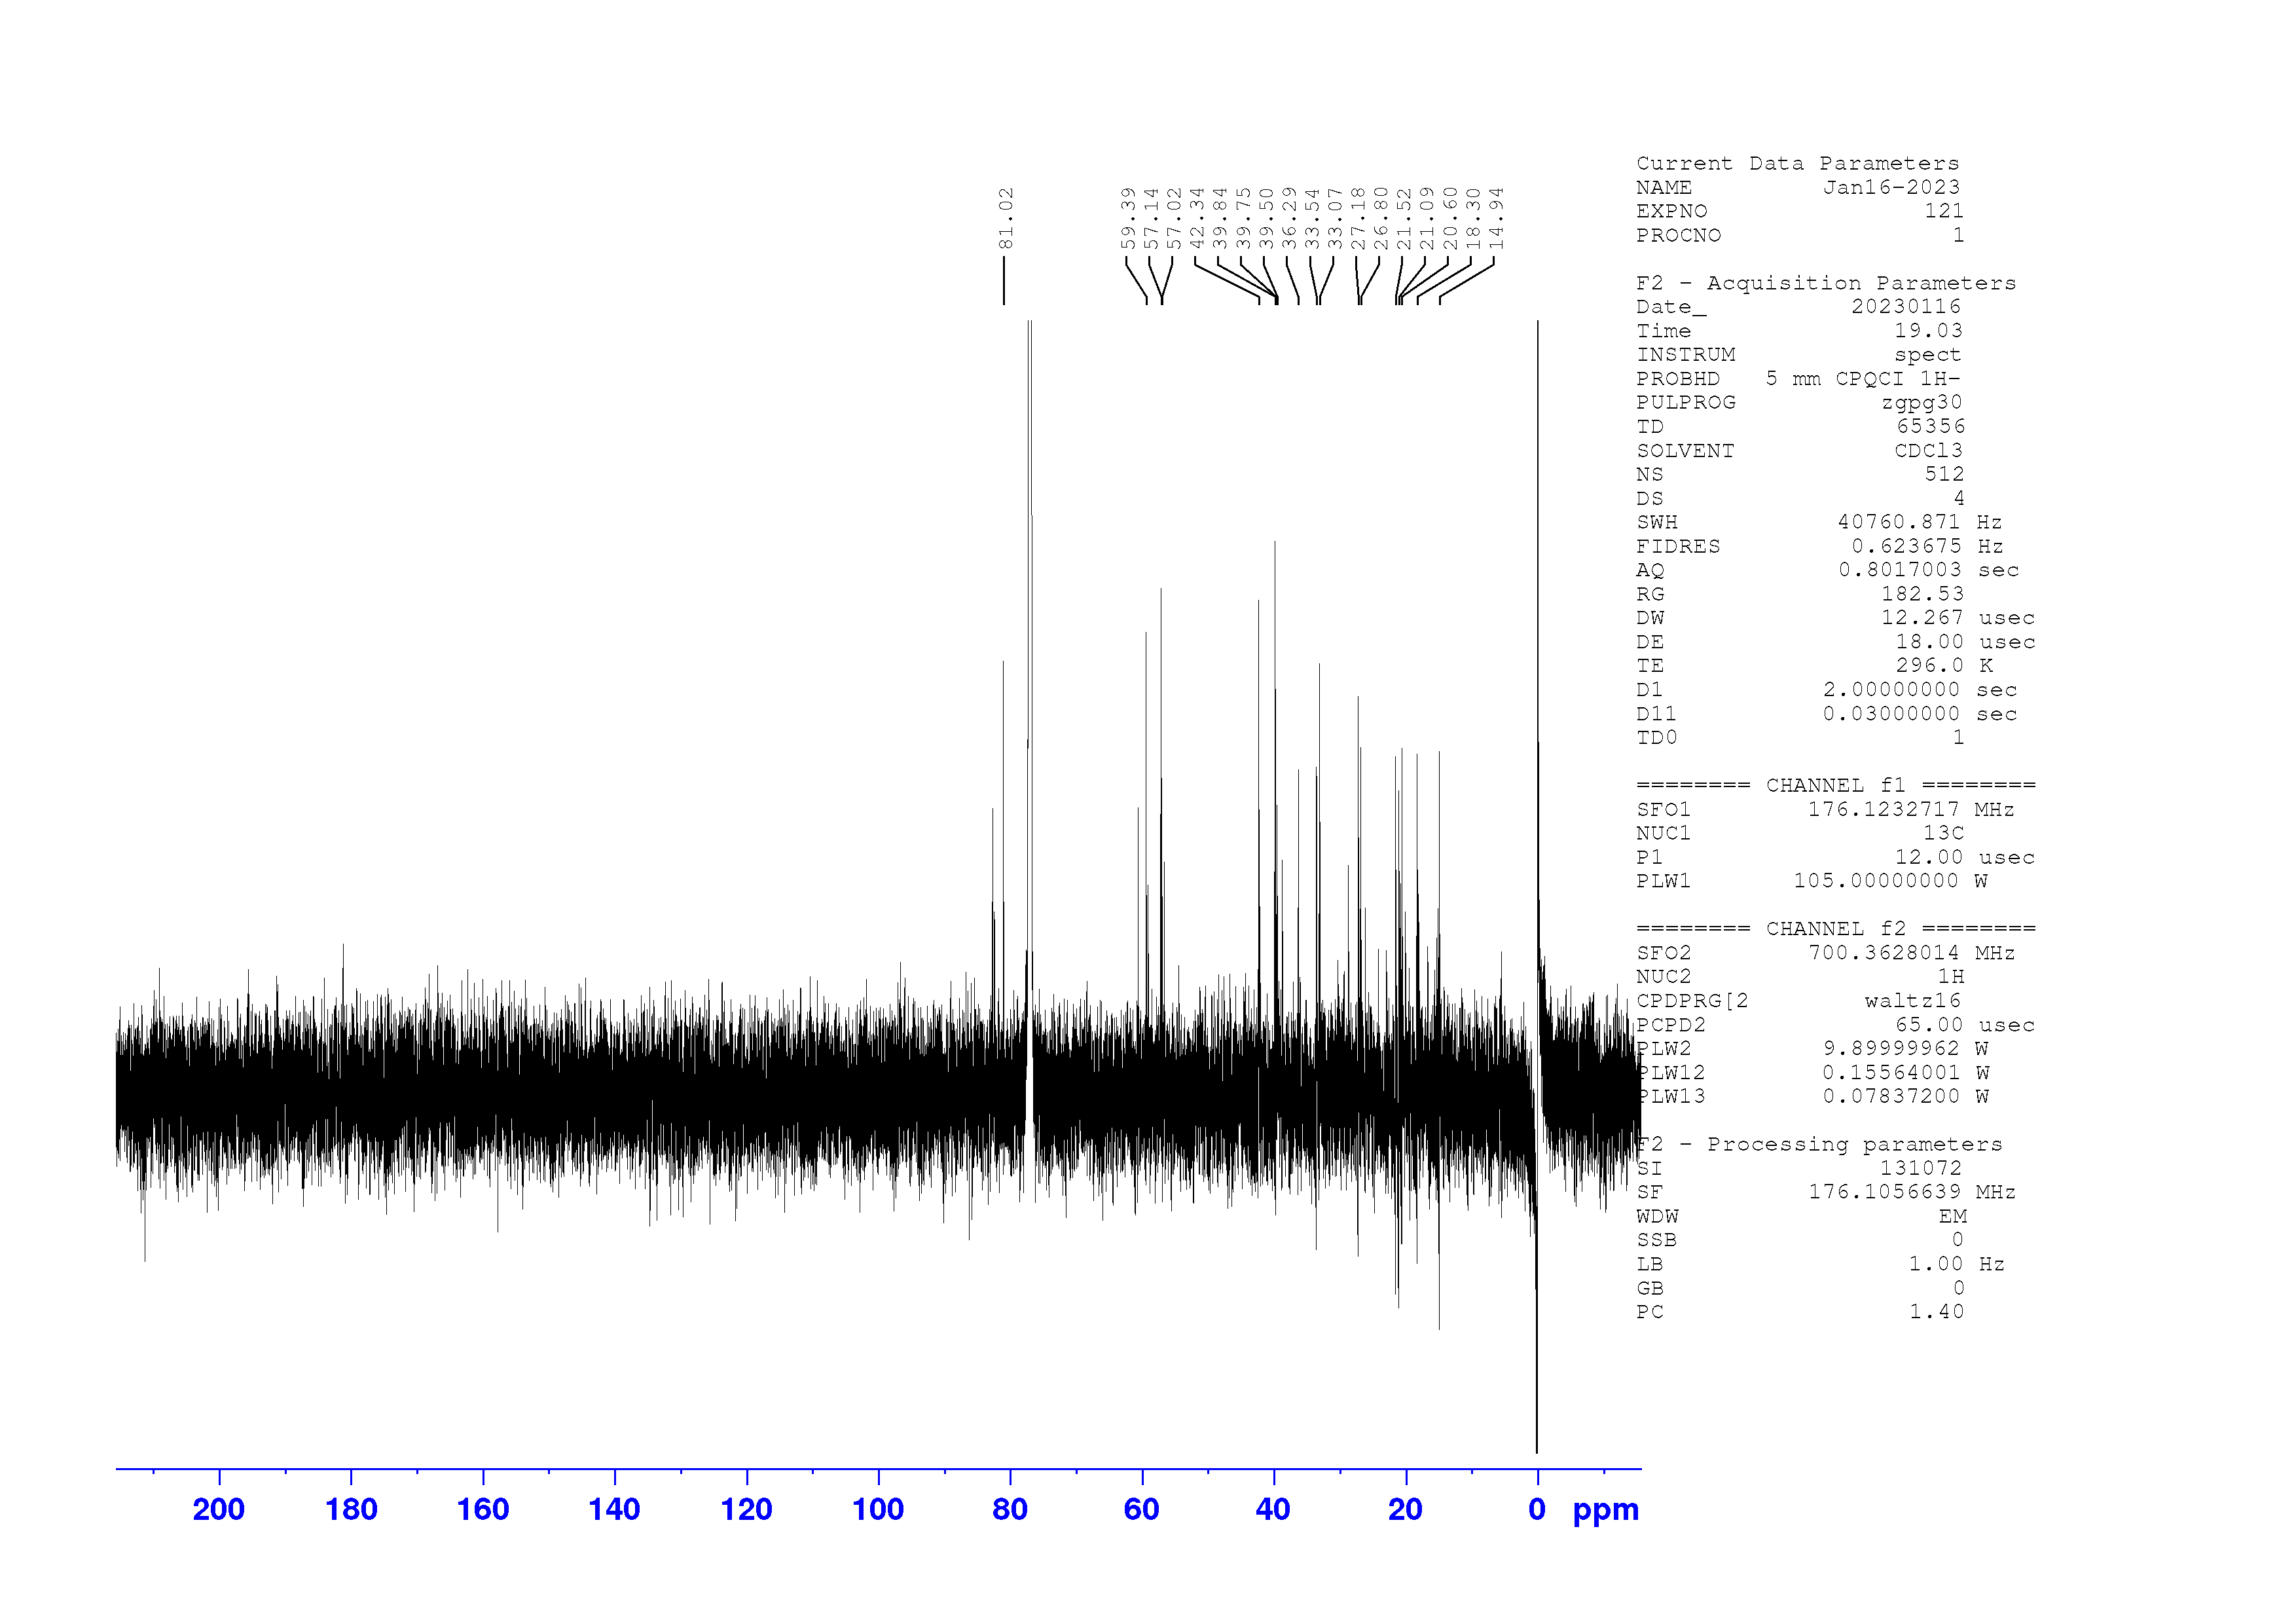 81.02
59.39
57.14
57.02
42.34
39.84
39.75
39.50
36.29
33.54
33.07
27.18
26.80
21.52
21.09
20.60
18.30
14.94
Current Data Parameters
NAME Jan16-2023
EXPNO 121
PROCNO 1
F2 - Acquisition Parameters
Date_ 20230116
Time 19.03
INSTRUM spect
PROBHD 5 mm CPQCI 1H-
PULPROG zgpg30
TD 65356
SOLVENT CDCl3
NS 512
DS 4
SWH 40760.871 Hz
FIDRES 0.623675 Hz
AQ 0.8017003 sec
RG 182.53
DW 12.267 usec
DE 18.00 usec
TE 296.0 K
D1 2.00000000 sec
D11 0.03000000 sec
TD0 1
======== CHANNEL f1 ========
SFO1 176.1232717 MHz
NUC1 13C
P1 12.00 usec
PLW1 105.00000000 W
======== CHANNEL f2 ========
SFO2 700.3628014 MHz
NUC2 1H
CPDPRG[2 waltz16
PCPD2 65.00 usec
PLW2 9.89999962 W
PLW12 0.15564001 W
PLW13 0.07837200 W
F2 - Processing parameters
SI 131072
SF 176.1056639 MHz
WDW EM
SSB 0
LB 1.00 Hz
GB 0
PC 1.40
200 180 160 140 120 100 80 60 40 20 0 ppm